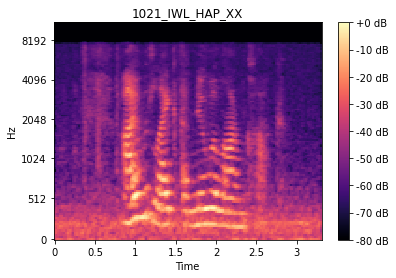 1021_IWL_HAP_XX
+0 dB
8192
-10 dB
4096
-20 dB
-30 dB
2048
Hz
-40 dB
1024
-50 dB
512
-60 dB
-70 dB
0
-80 dB
0 0.5 1 1.5 2 2.5 3
Time